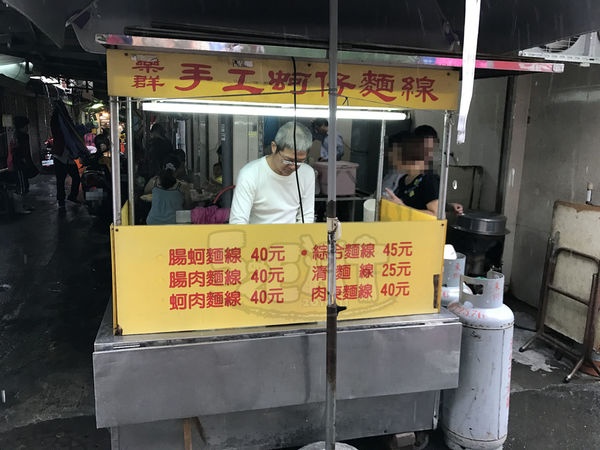 樂群 手工蚵仔麵線
腸蚵麵線 40元 • 綜合麵線 45元
腸肉麵線 40元 清麵線 25元
蚵肉麵線 40元 肉羹麵線 40元